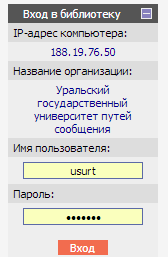 Вход в библиотеку
IP-адрес компьютера:
188.19.76.50
Название организации:
Уральский
государственный
университет путей
сообщения
Имя пользователя:
usurt
Пароль:
•••••••
Вход